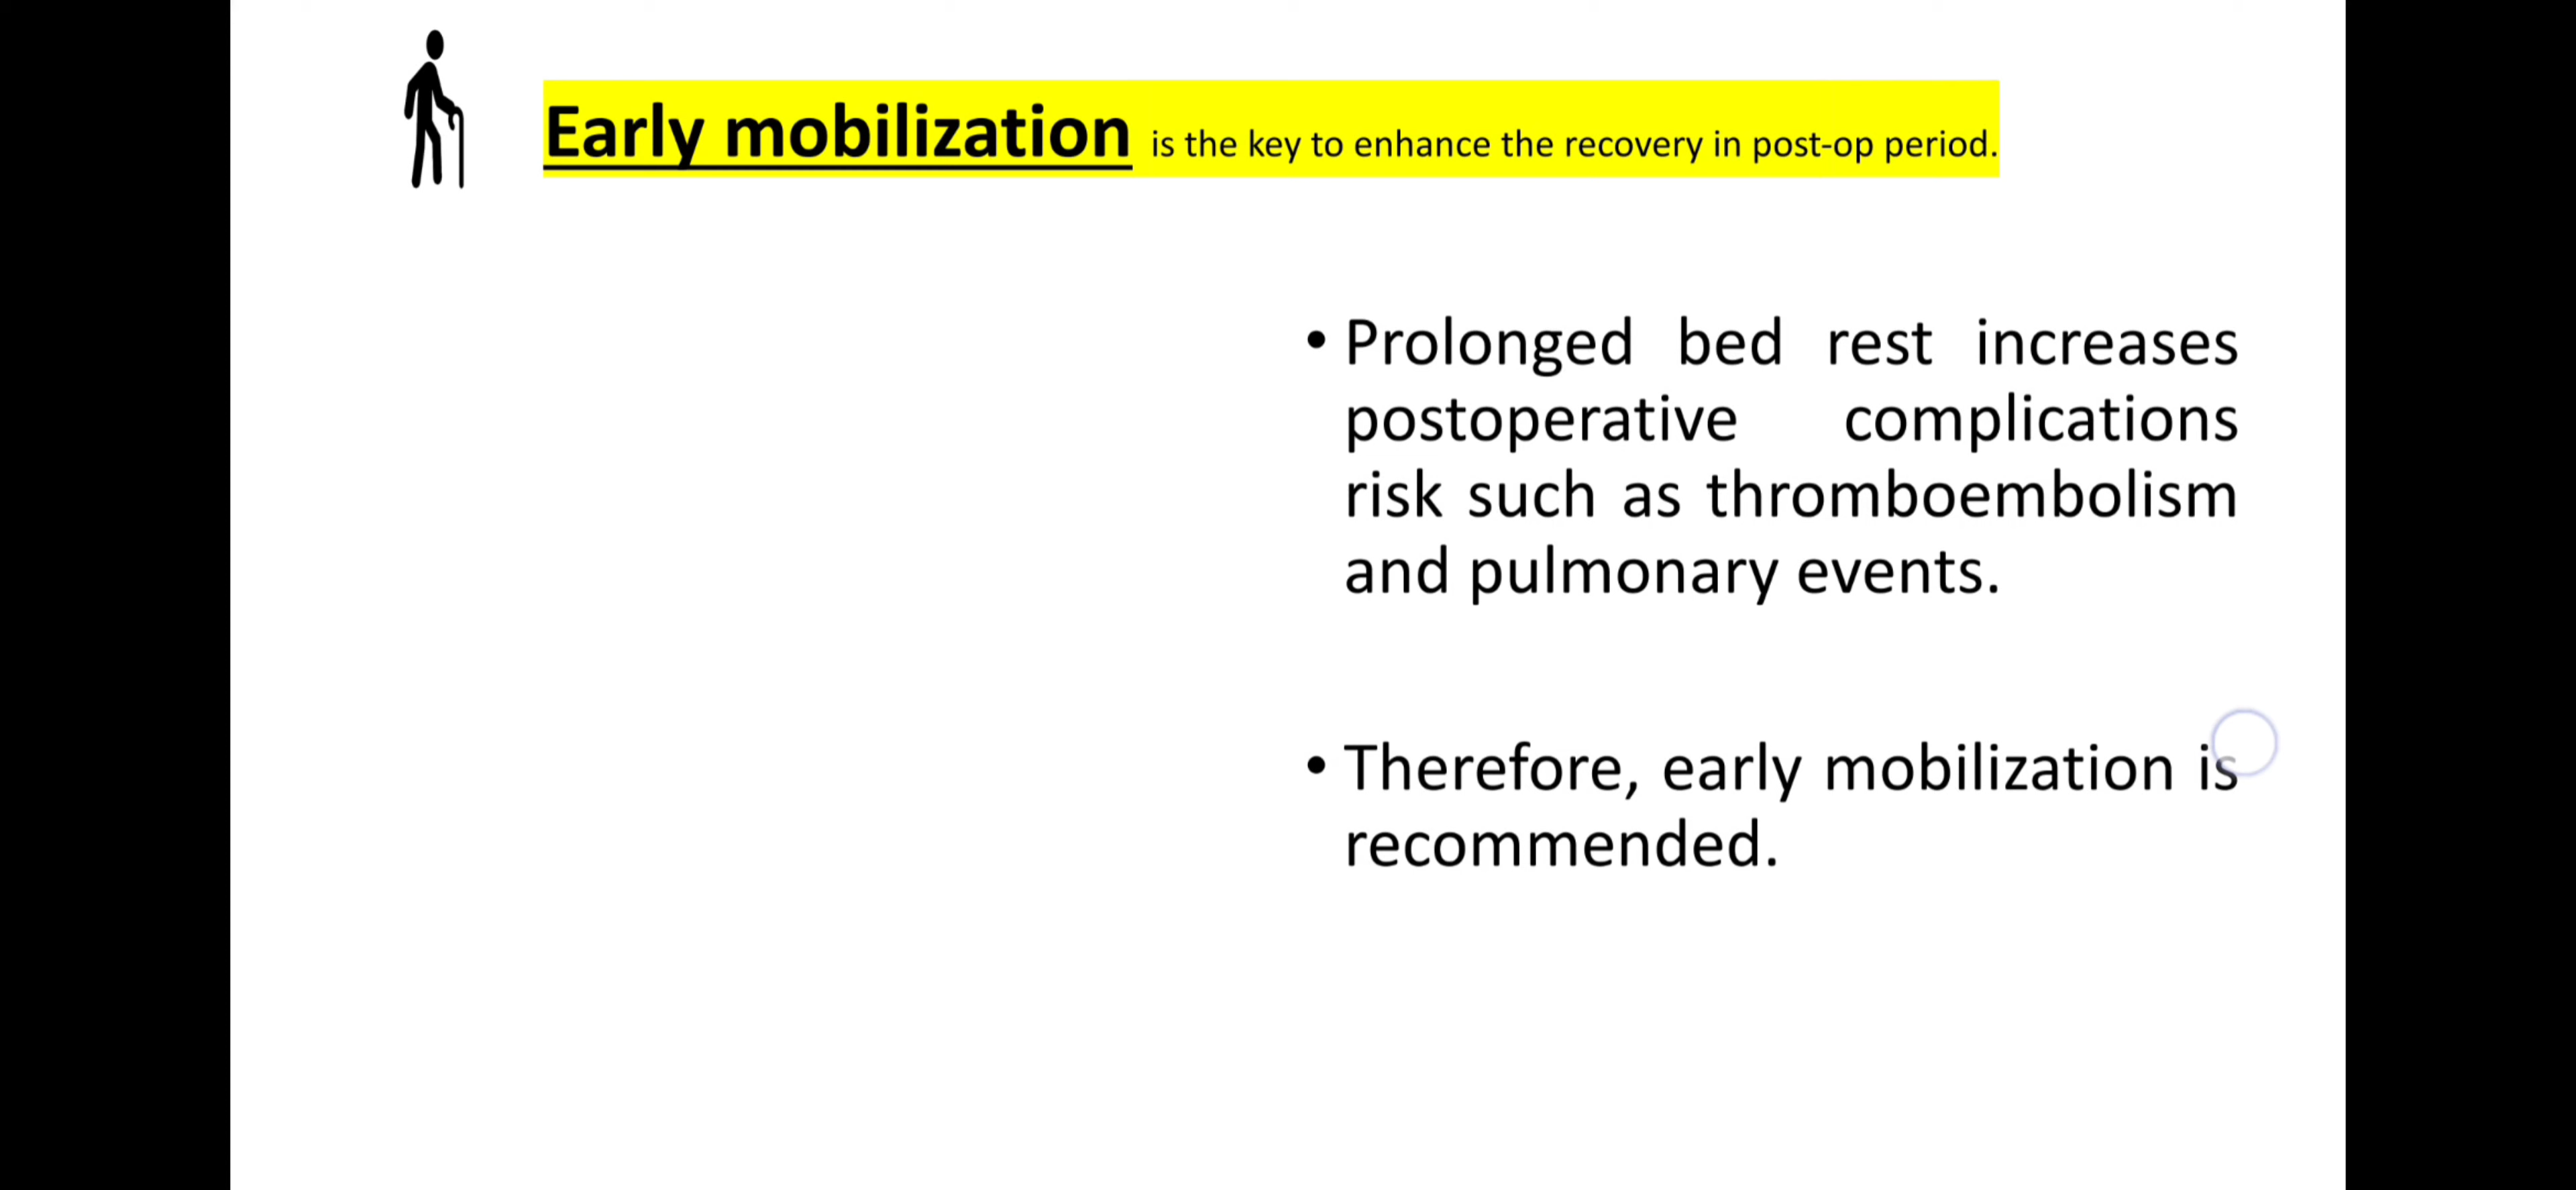 Early mobilization is the key to enhance the recovery in post-op period.
• Prolonged bed rest increases
postoperative complications
risk such as thromboembolism
and pulmonary events.
• Therefore, early mobilization is
recommended.